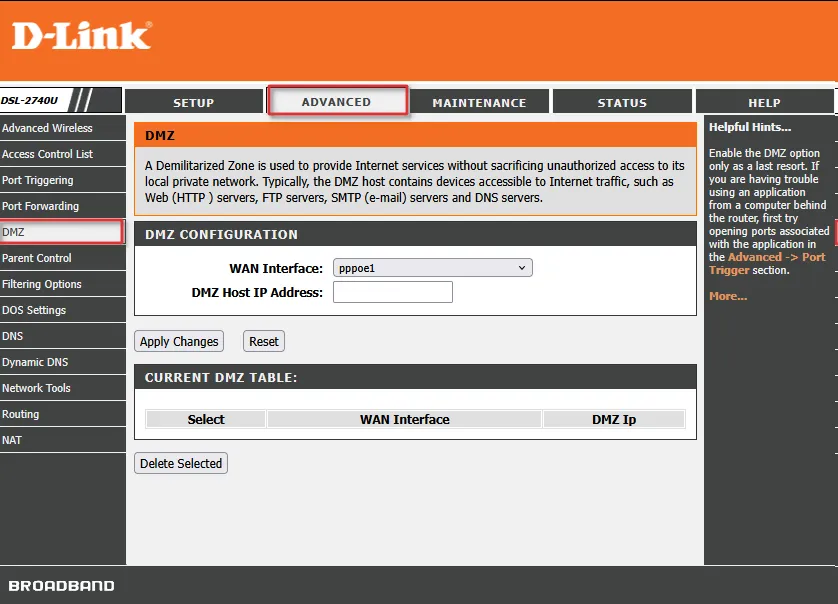 D-Link®
DSL-2740U
SETUP
ADVANCED
MAINTENANCE
STATUS
HELP
Advanced Wireless
Access Control List
Port Triggering
Port Forwarding
DMZ
Parent Control
Filtering Options
DOS Settings
DNS
Dynamic DNS
Network Tools
Routing
NAT
DMZ
A Demilitarized Zone is used to provide Internet services without sacrificing unauthorized access to its
local private network. Typically, the DMZ host contains devices accessible to Internet traffic, such as
Web (HTTP ) servers, FTP servers, SMTP (e-mail) servers and DNS servers.
DMZ CONFIGURATION
WAN Interface: pppoe1
DMZ Host IP Address:
Apply Changes Reset
CURRENT DMZ TABLE:
Select WAN Interface DMZ Ip
Delete Selected
Helpful Hints...
Enable the DMZ option
only as a last resort. If
you are having trouble
using an application
from a computer behind
the router, first try
opening ports associated
with the application in
the Advanced -> Port
Trigger section.
More...
BROADBAND